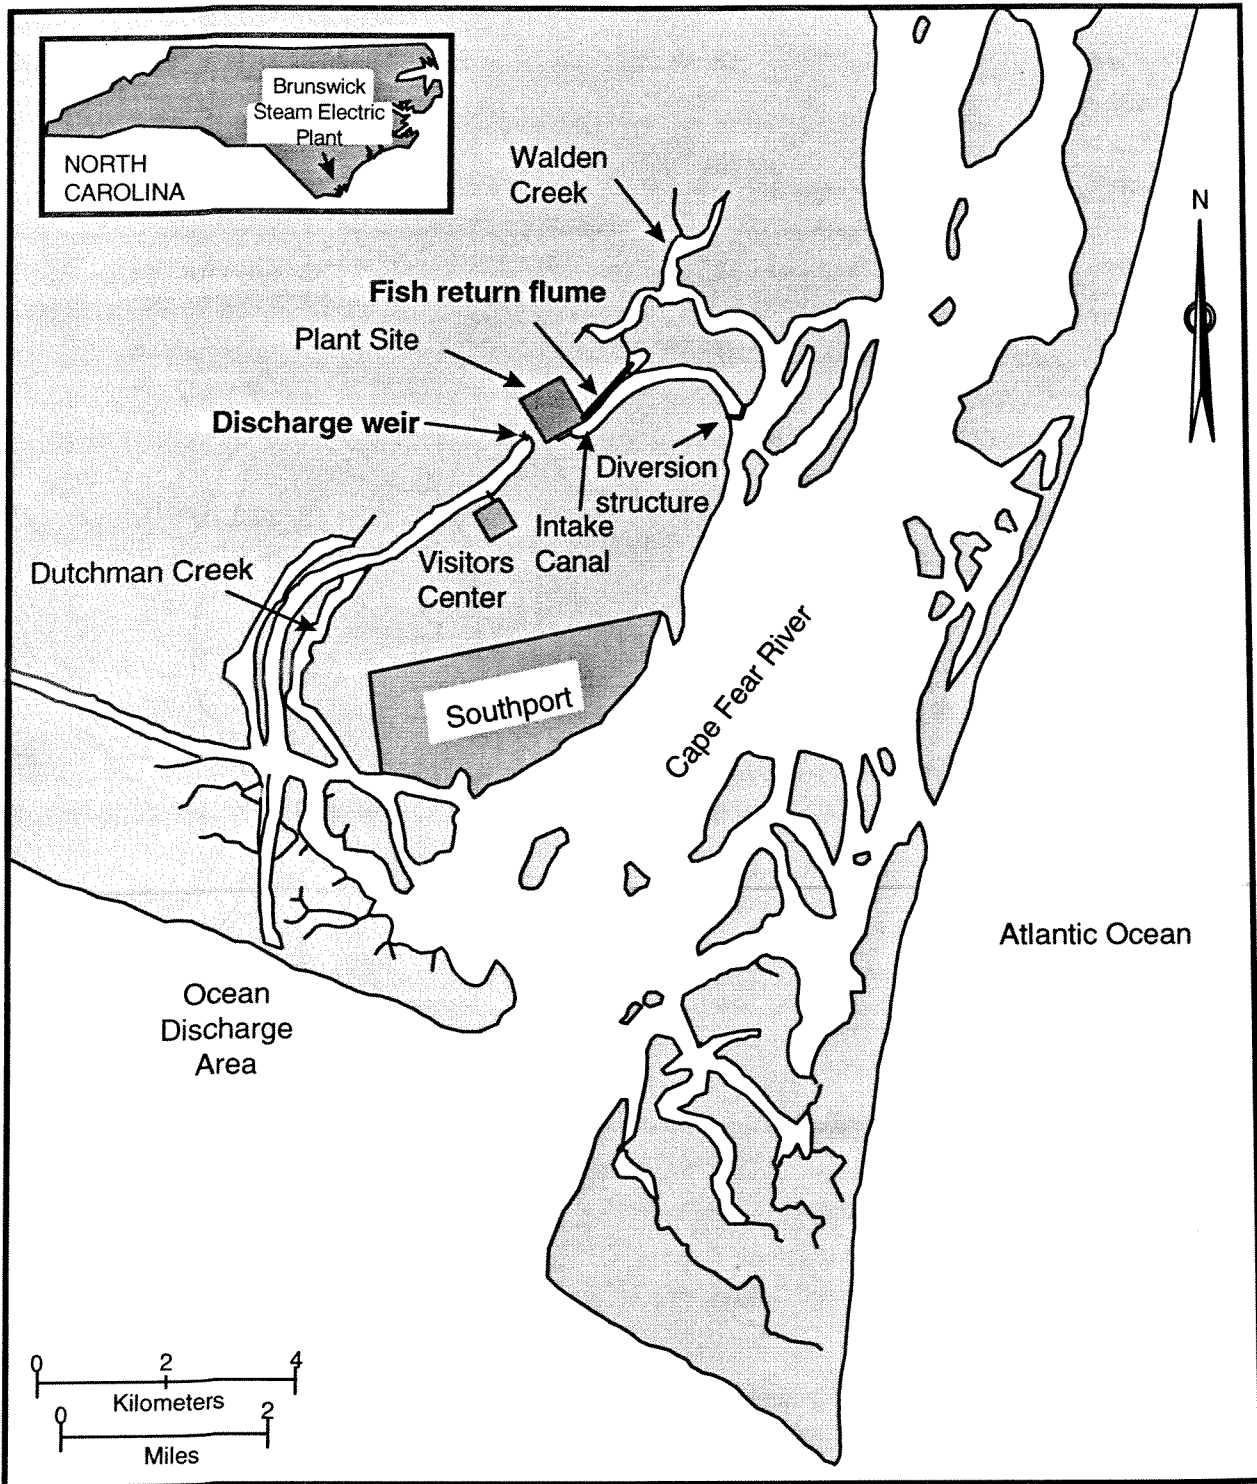 Brunswick
Steam Electric
Plant
NORTH
CAROLINA
Walden
Creek
N
Fish return flume
Plant Site
Discharge weir
Diversion
structure
Intake
Canal
Visitors
Center
Dutchman Creek
Southport
Cape Fear River
Atlantic Ocean
Ocean
Discharge
Area
0 2 4
Kilometers
0 2
Miles